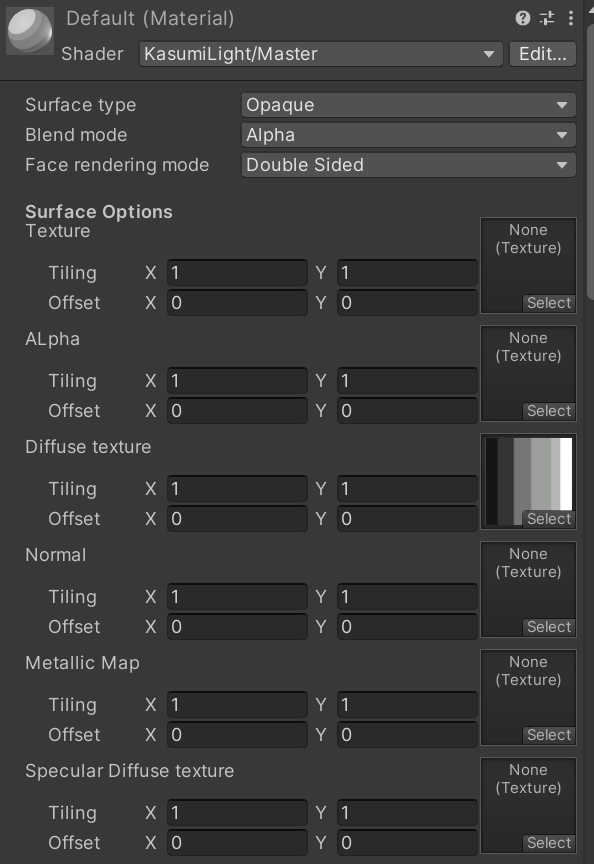 Default (Material)
Shader KasumiLight/Master Edit...
Surface type Opaque
Blend mode Alpha
Face rendering mode Double Sided
Surface Options
Texture
None
(Texture)
Tiling X 1 Y 1
Offset X 0 Y 0 Select
ALpha
None
(Texture)
Tiling X 1 Y 1
Offset X 0 Y 0 Select
Diffuse texture
Tiling X 1 Y 1
Offset X 0 Y 0 Select
Normal
None
(Texture)
Tiling X 1 Y 1
Offset X 0 Y 0 Select
Metallic Map
None
(Texture)
Tiling X 1 Y 1
Offset X 0 Y 0 Select
Specular Diffuse texture
None
(Texture)
Tiling X 1 Y 1
Offset X 0 Y 0 Select